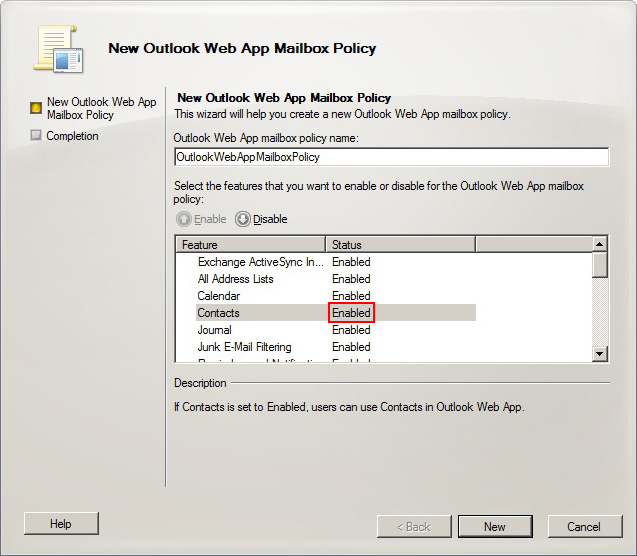 New Outlook Web App Mailbox Policy
New Outlook Web App
Mailbox Policy
Completion
New Outlook Web App Mailbox Policy
This wizard will help you create a new Outlook Web App mailbox policy.
Outlook Web App mailbox policy name:
OutlookWebAppMailboxPolicy
Select the features that you want to enable or disable for the Outlook Web App mailbox
policy:
Enable Disable
Feature Status
Exchange ActiveSync In... Enabled
All Address Lists Enabled
Calendar Enabled
Contacts Enabled
Journal Enabled
Junk E-Mail Filtering Enabled
Description
If Contacts is set to Enabled, users can use Contacts in Outlook Web App.
Help < Back New Cancel